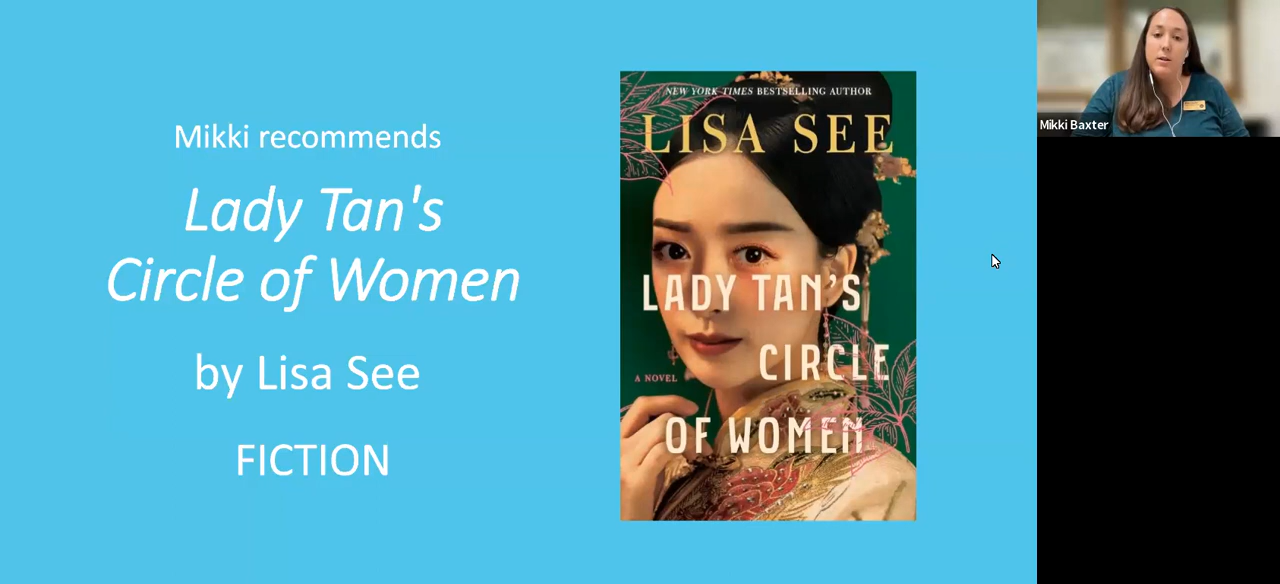 Mikki recommends
Lady Tan's
Circle of Women
by Lisa See
FICTION
NEW YORK TIMES BESTSELLING AUTHOR
LISA SEE
LADY TAN'S
CIRCLE
A NOVEL
OF WOMEN
Mikki Baxter